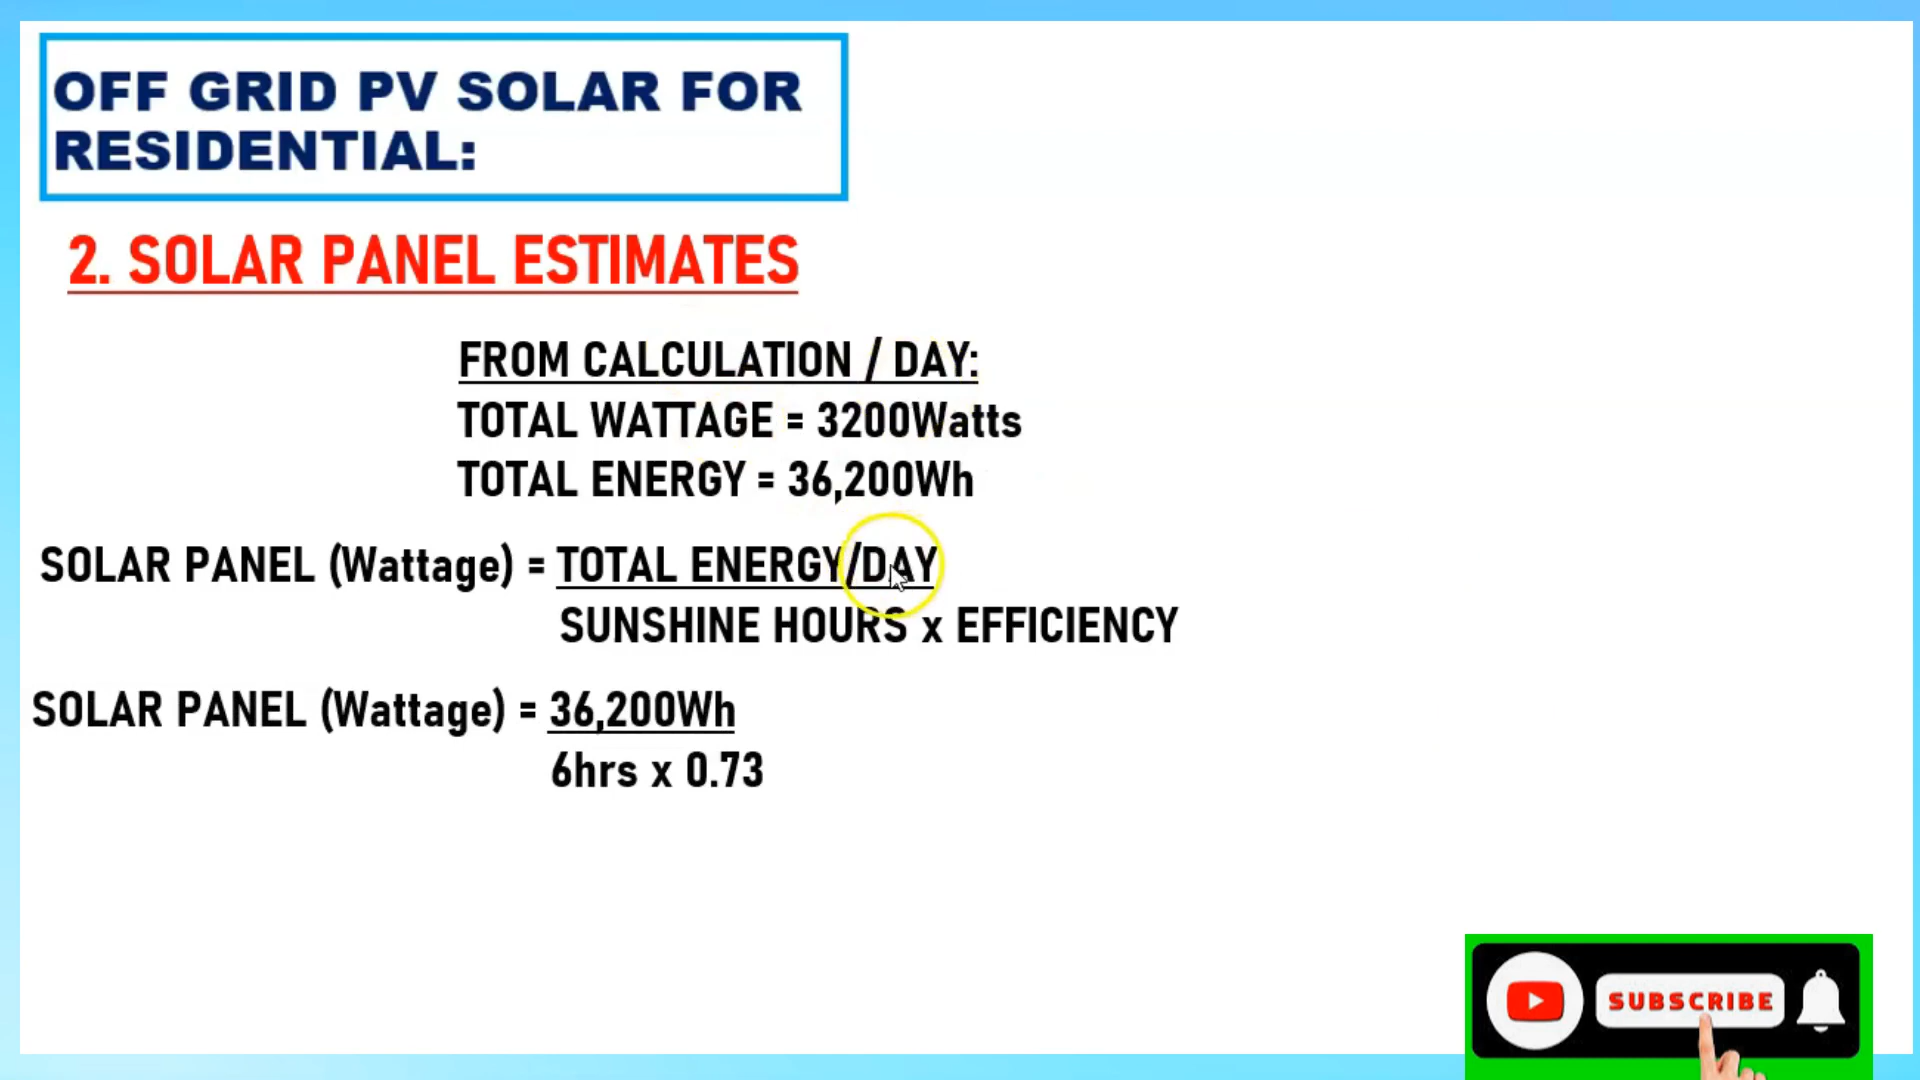 OFF GRID PV SOLAR FOR
RESIDENTIAL:
2. SOLAR PANEL ESTIMATES
FROM CALCULATION / DAY:
TOTAL WATTAGE = 3200Watts
TOTAL ENERGY = 36,200Wh
SOLAR PANEL (Wattage) = TOTAL ENERGY/DAY
SUNSHINE HOURS x EFFICIENCY
SOLAR PANEL (Wattage) = 36,200Wh
6hrs x 0.73
SUBSCRIBE